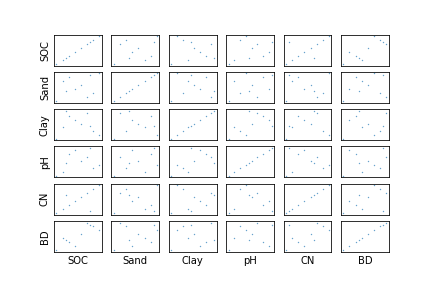 SOC
Sand
Clay
pH
CN
BD
SOC Sand Clay pH CN BD